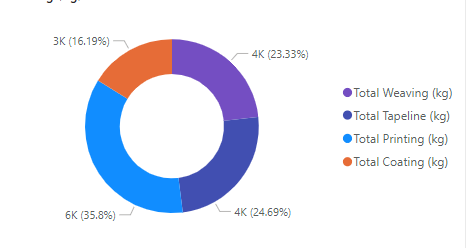 3K (16.19%)
4K (23.33%)
Total Weaving (kg)
Total Tapeline (kg)
Total Printing (kg)
Total Coating (kg)
6K (35.8%)
4K (24.69%)